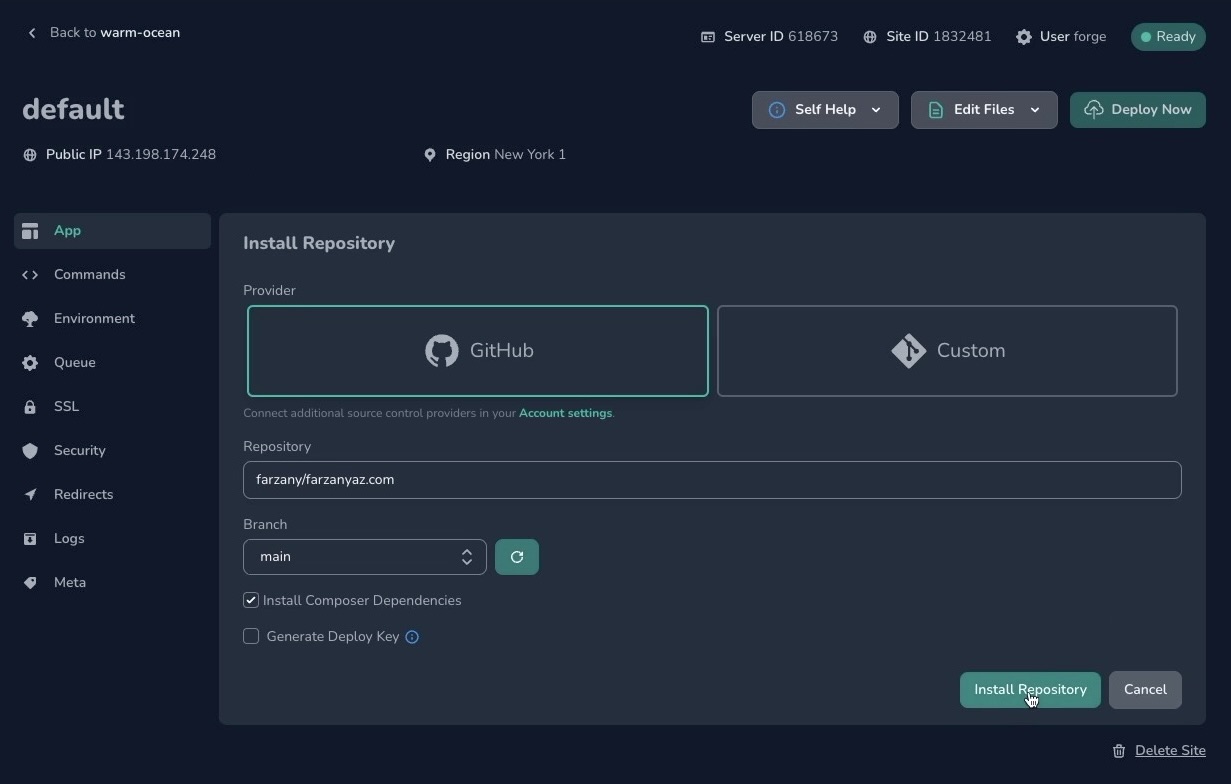 Back to warm-ocean
Server ID 618673 Site ID 1832481 User forge Ready
default
Self Help Edit Files Deploy Now
Public IP 143.198.174.248 Region New York 1
App
Commands
Environment
Queue
SSL
Security
Redirects
Logs
Meta
Install Repository
Provider
GitHub Custom
Connect additional source control providers in your Account settings.
Repository
farzany/farzanyaz.com
Branch
main
Install Composer Dependencies
Generate Deploy Key
Install Repository Cancel
Delete Site